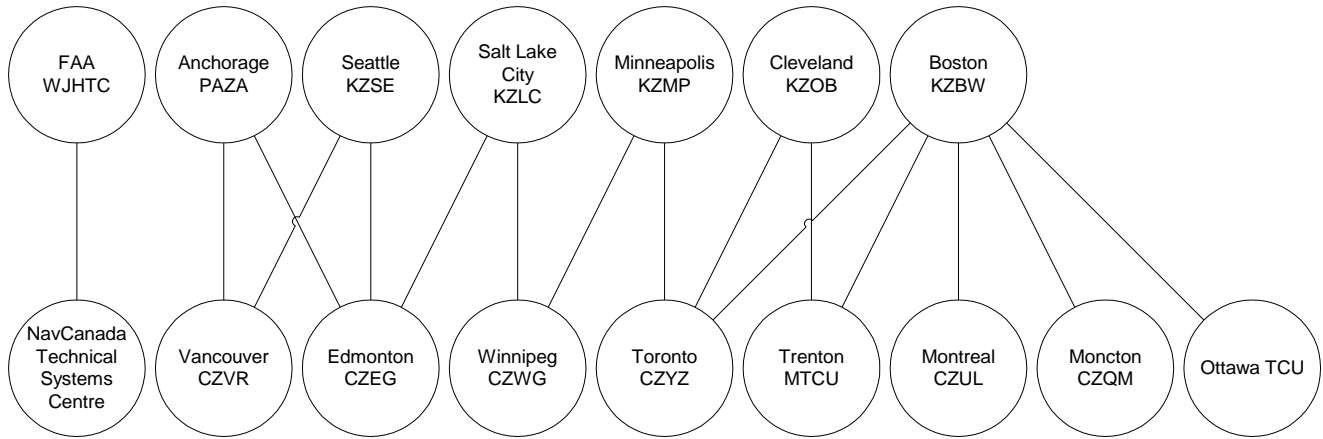 FAA
WJHTC
Anchorage
PAZA
Seattle
KZSE
Salt Lake
City
KZLC
Minneapolis
KZMP
Cleveland
KZOB
Boston
KZBW
NavCanada
Technical
Systems
Centre
Vancouver
CZVR
Edmonton
CZEG
Winnipeg
CZWG
Toronto
CZYZ
Trenton
MTCU
Montreal
CZUL
Moncton
CZQM
Ottawa TCU